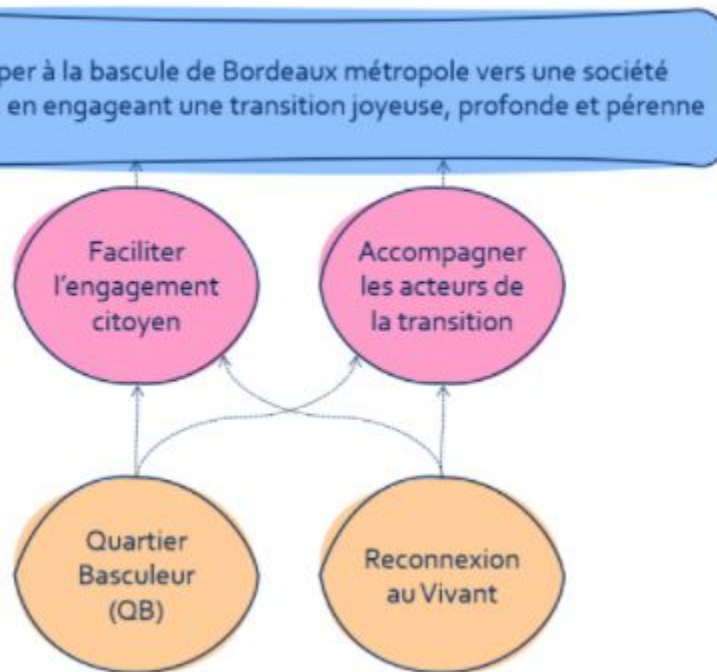 per à la bascule de Bordeaux métropole vers une société
en engageant une transition joyeuse, profonde et pérenne
Faciliter
l'engagement
citoyen
Accompagner
les acteurs de
la transition
Quartier
Basculeur
(QB)
Reconnexion
au Vivant